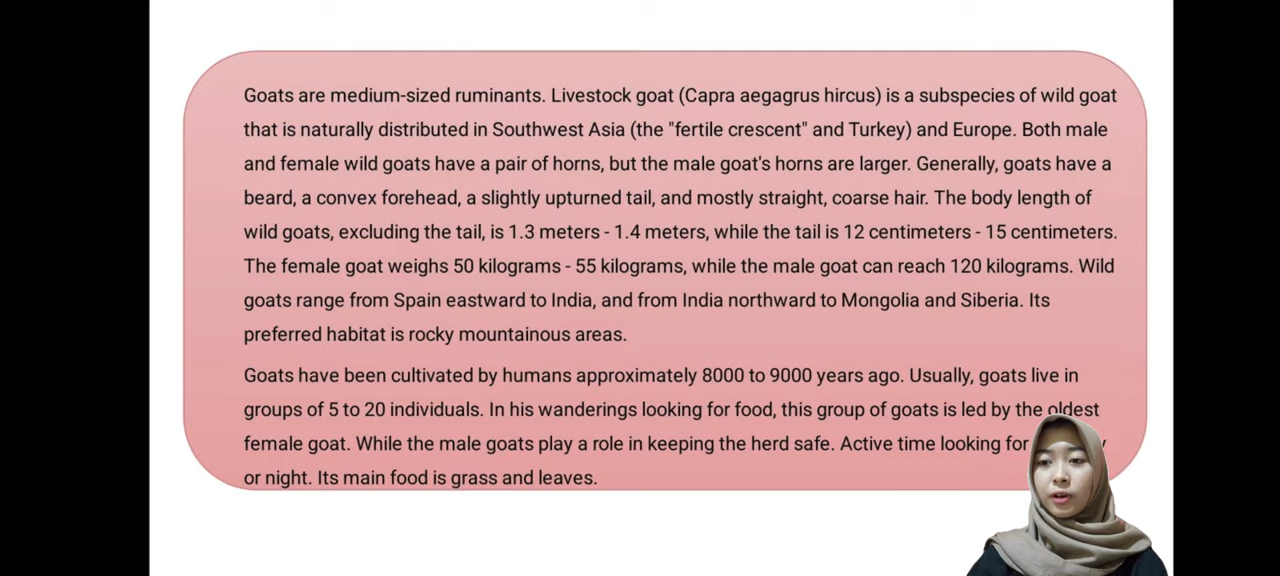 Goats are medium-sized ruminants. Livestock goat (Capra aegagrus hircus) is a subspecies of wild goat
that is naturally distributed in Southwest Asia (the "fertile crescent" and Turkey) and Europe. Both male
and female wild goats have a pair of horns, but the male goat's horns are larger. Generally, goats have a
beard, a convex forehead, a slightly upturned tail, and mostly straight, coarse hair. The body length of
wild goats, excluding the tail, is 1.3 meters - 1.4 meters, while the tail is 12 centimeters - 15 centimeters.
The female goat weighs 50 kilograms - 55 kilograms, while the male goat can reach 120 kilograms. Wild
goats range from Spain eastward to India, and from India northward to Mongolia and Siberia. Its
preferred habitat is rocky mountainous areas.
Goats have been cultivated by humans approximately 8000 to 9000 years ago. Usually, goats live in
groups of 5 to 20 individuals. In his wanderings looking for food, this group of goats is led by the oldest
female goat. While the male goats play a role in keeping the herd safe. Active time looking for
or night. Its main food is grass and leaves.